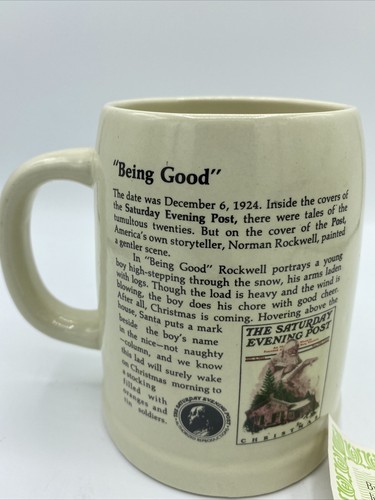 "Being Good"
The date was December 6, 1924. Inside the covers of
the Saturday Evening Post, there were tales of the
tumultous twenties. But on the cover of the Post,
America's own storyteller, Norman Rockwell, painted
a gentler scene.
In "Being Good" Rockwell portrays a young
boy high-stepping through the snow, his arms laden
with logs. Though the load is heavy and the wind is
blowing, the boy does his chore with good cheer.
After all, Christmas is coming. Hovering above the
house, Santa puts a mark
beside the boy's name
in the nice—not naughty
—column, and we know
this lad will surely wake
on Christmas morning to
a stocking
filled with
oranges and
tin soldiers.
THE SATURDAY
EVENING POST
CHRISTMAS
THE SATURDAY EVENING POST